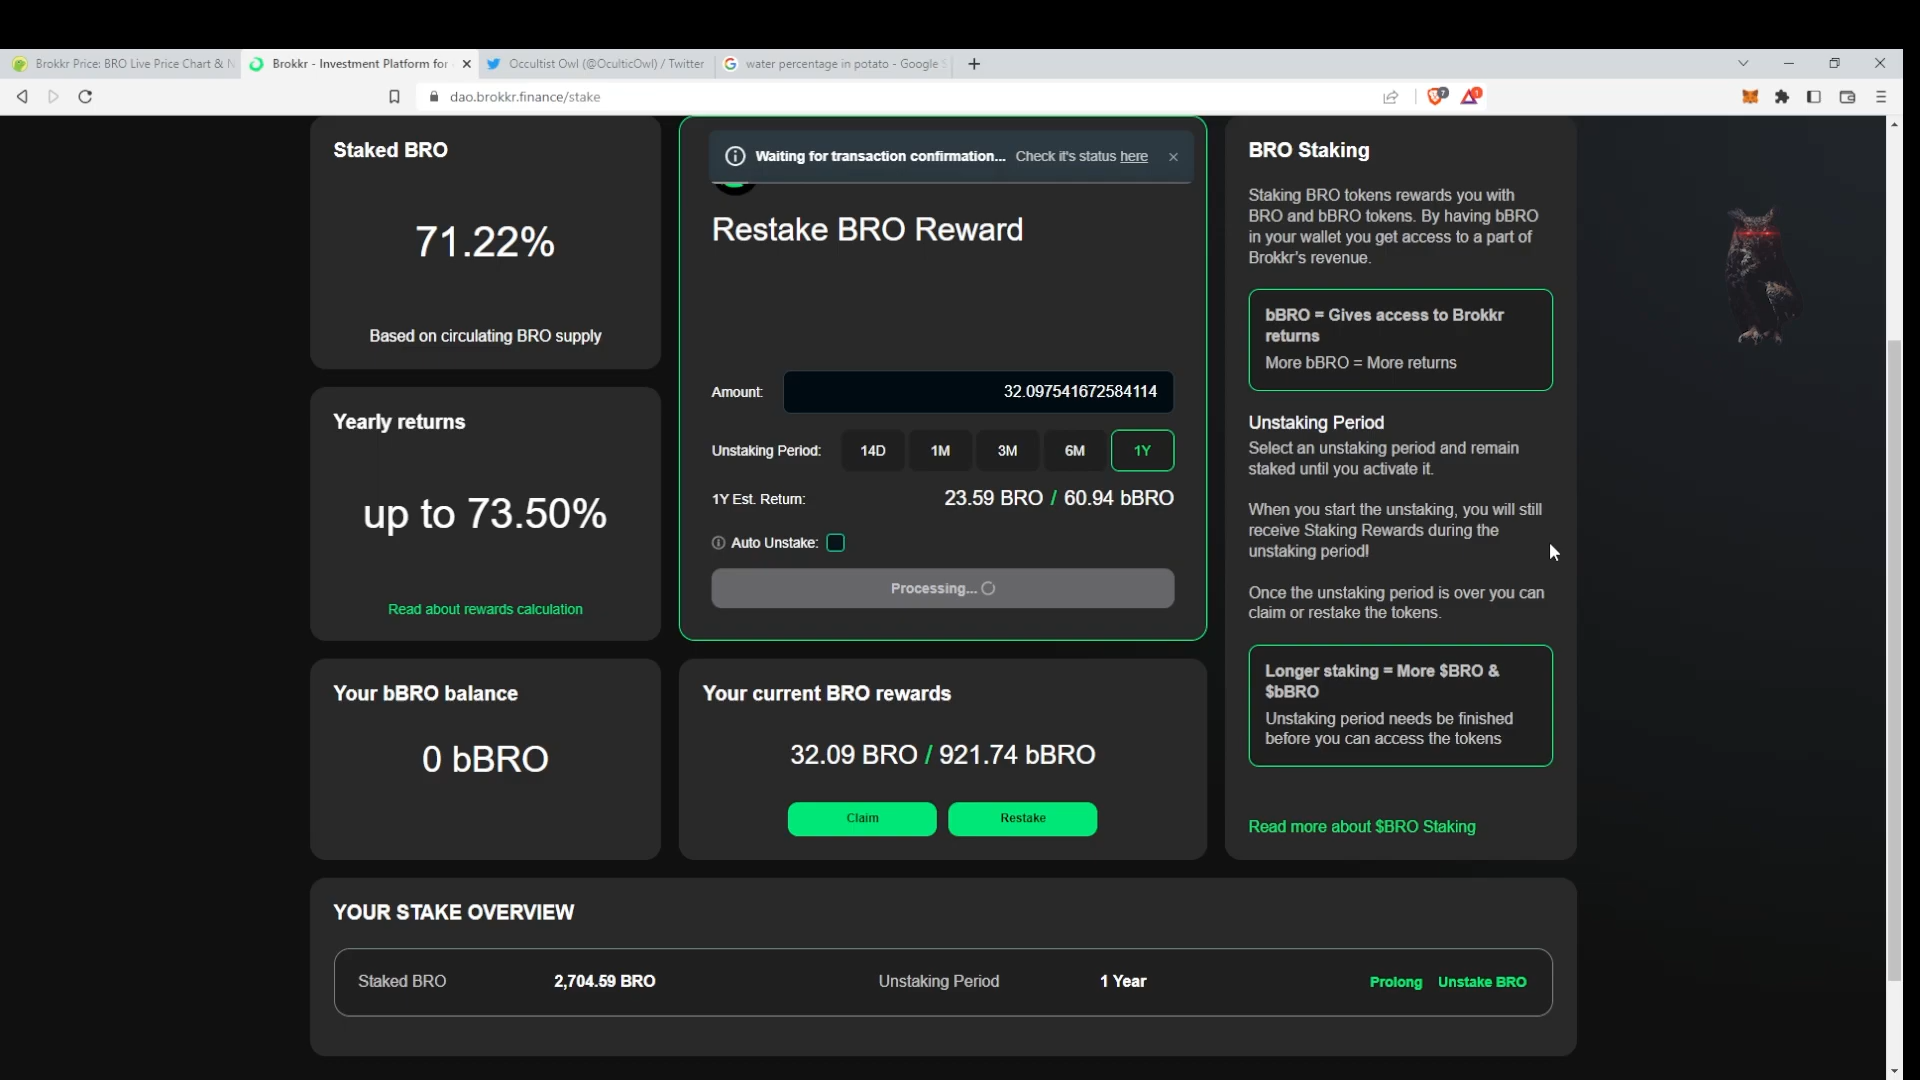 Brokkr Price: BRO Live Price Chart &
Brokkr - Investment Platform for
Occultist Owl (@OculticOwl) / Twitter
water percentage in potato - Google
dao.brokkr.finance/stake
7
1
Staked BRO
71.22%
Based on circulating BRO supply
Yearly returns
up to 73.50%
Read about rewards calculation
Your bBRO balance
0 bBRO
Waiting for transaction confirmation... Check it's status here
Restake BRO Reward
Amount: 32.097541672584114
Unstaking Period: 14D 1M 3M 6M 1Y
1Y Est. Return: 23.59 BRO / 60.94 bBRO
Auto Unstake:
Processing...
Your current BRO rewards
32.09 BRO / 921.74 bBRO
Claim Restake
BRO Staking
Staking BRO tokens rewards you with
BRO and bBRO tokens. By having bBRO
in your wallet you get access to a part of
Brokkr's revenue.
bBRO = Gives access to Brokkr
returns
More bBRO = More returns
Unstaking Period
Select an unstaking period and remain
staked until you activate it.
When you start the unstaking, you will still
receive Staking Rewards during the
unstaking period!
Once the unstaking period is over you can
claim or restake the tokens.
Longer staking = More $BRO &
$bBRO
Unstaking period needs be finished
before you can access the tokens
Read more about $BRO Staking
YOUR STAKE OVERVIEW
Staked BRO 2,704.59 BRO Unstaking Period 1 Year Prolong Unstake BRO